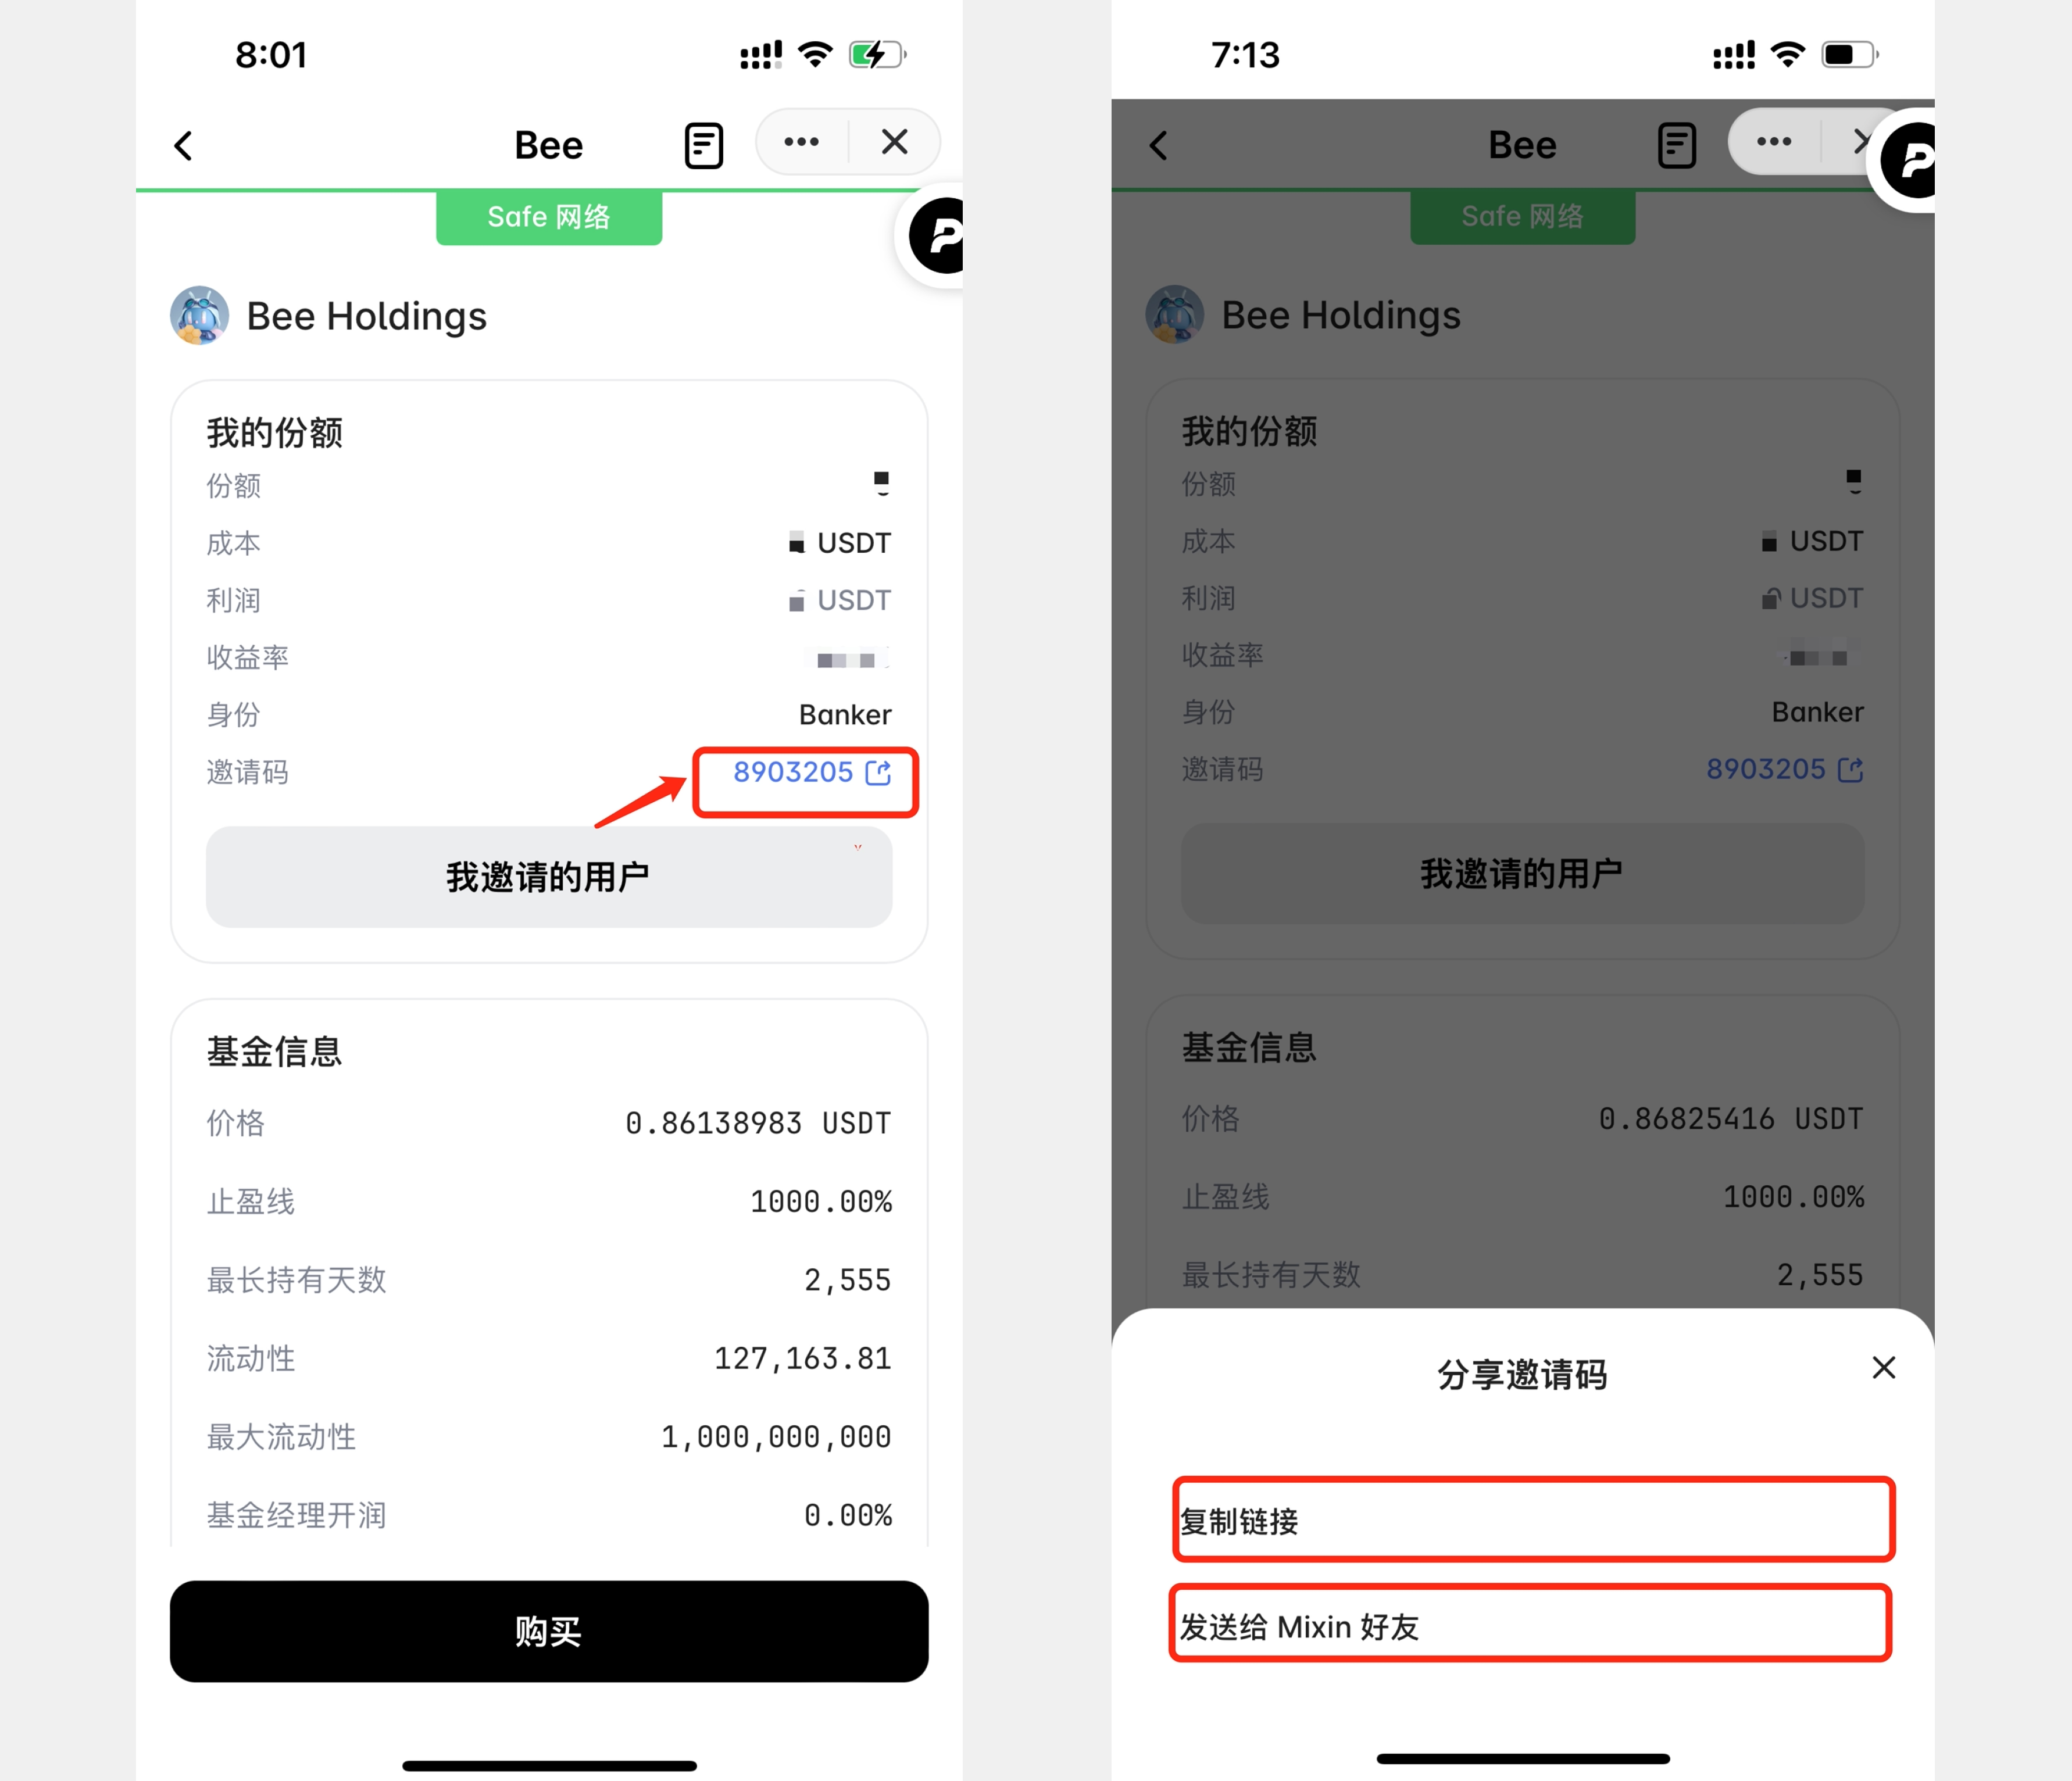 8:01
Bee
Safe 网络
Bee Holdings
我的份额
份额
成本 USDT
利润 USDT
收益率
身份 Banker
邀请码 8903205
我邀请的用户
基金信息
价格 0.86138983 USDT
止盈线 1000.00%
最长持有天数 2,555
流动性 127,163.81
最大流动性 1,000,000,000
基金经理开润 0.00%
购买
7:13
Bee
Safe 网络
Bee Holdings
我的份额
份额
成本 USDT
利润 USDT
收益率
身份 Banker
邀请码 8903205
我邀请的用户
基金信息
价格 0.86825416 USDT
止盈线 1000.00%
最长持有天数 2,555
分享邀请码
复制链接
发送给 Mixin 好友